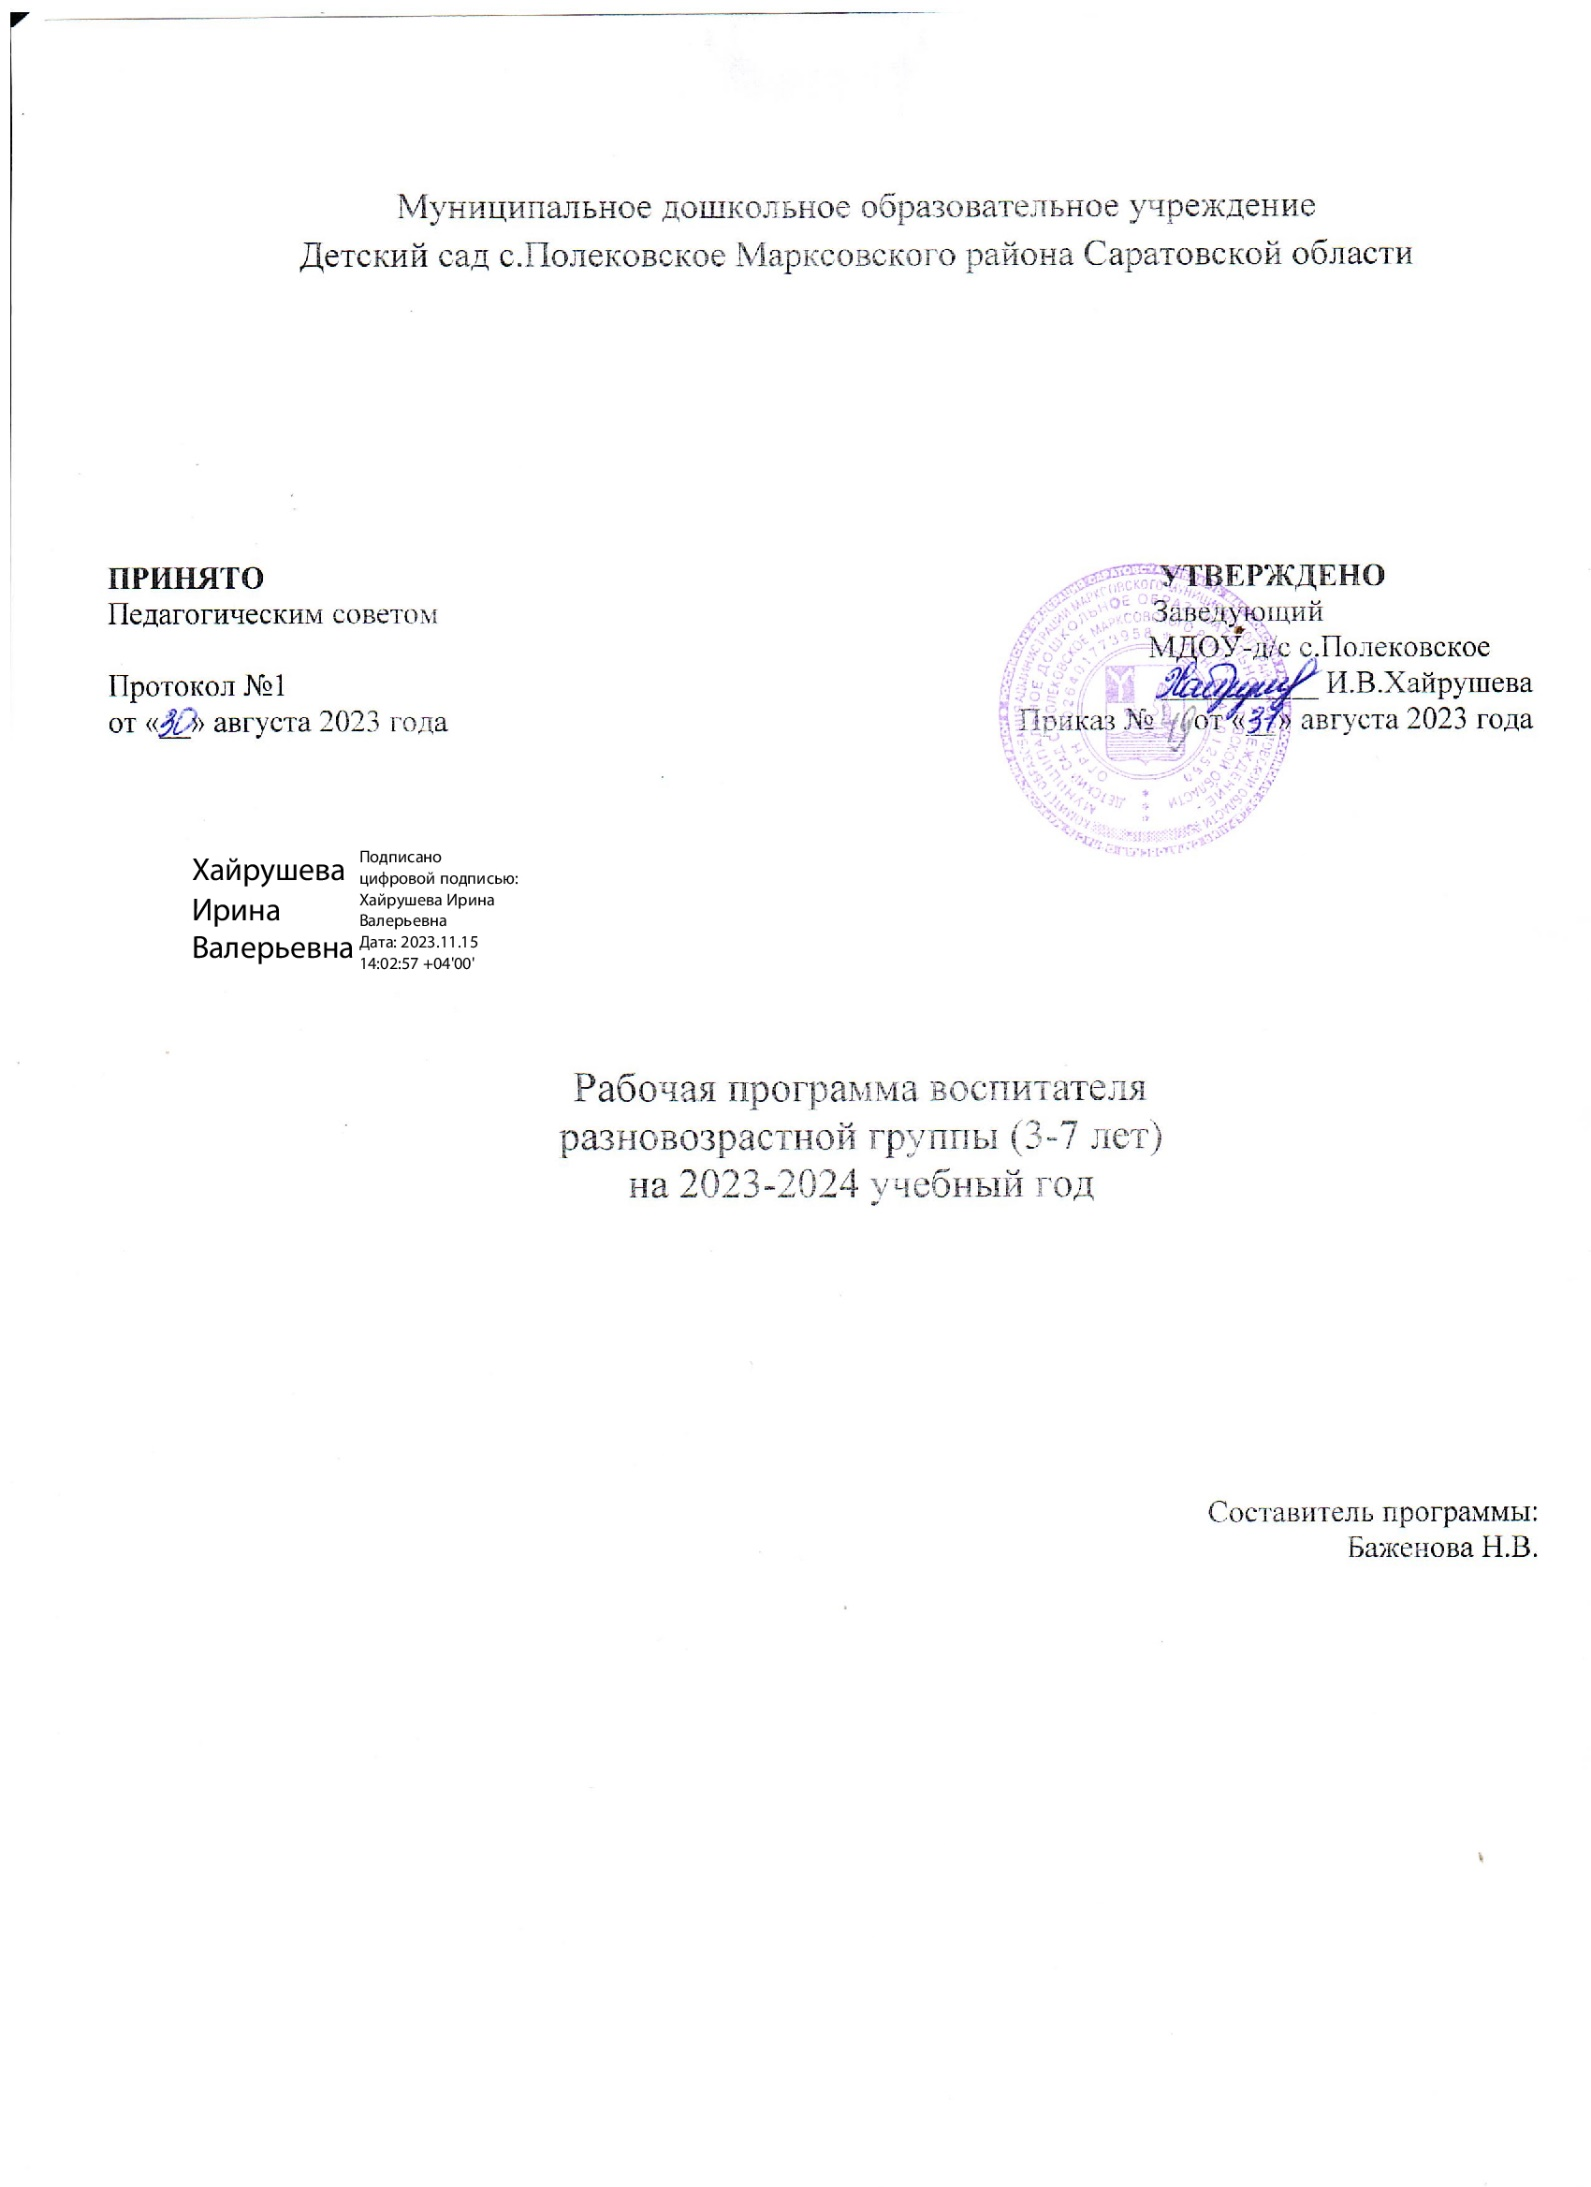 Муниципальное дошкольное образовательное учреждение
Детский сад с.Полековское Марксовского района Саратовской области
ПРИНЯТО
Педагогическим советом
Протокол №1
от «30» августа 2023 года
УТВЕРЖДЕНО
Заведующий
МДОУ-д/с с.Полековское
И.В.Хайрушева
Приказ № 49 от «31» августа 2023 года
Хайрушева
Ирина
Валерьевна
Подписано
цифровой подписью:
Хайрушева Ирина
Валерьевна
Дата: 2023.11.15
14:02:57 +04'00'
Рабочая программа воспитателя
разновозрастной группы (3-7 лет)
на 2023-2024 учебный год
Составитель программы:
Баженова Н.В.